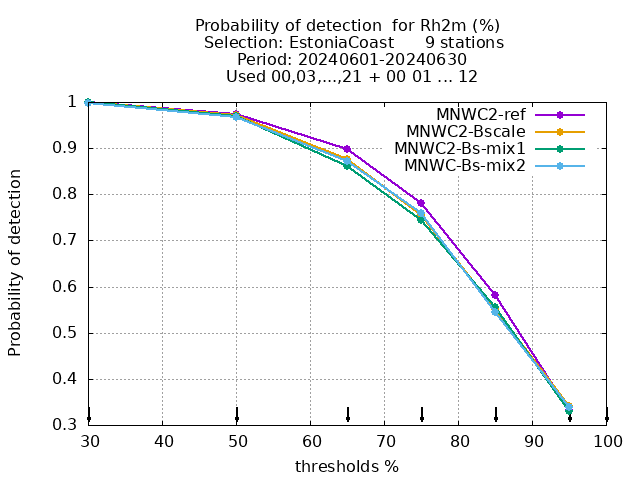 Probability of detection  for Rh2m (%)
Selection: EstoniaCoast      9 stations
Period: 20240601-20240630
Used 00,03,...,21 + 00 01 ... 12
MNWC2-ref
MNWC2-Bscale
MNWC2-Bs-mix1
MNWC-Bs-mix2
Probability of detection
1
0.9
0.8
0.7
0.6
0.5
0.4
0.3
30 40 50 60 70 80 90 100
thresholds %